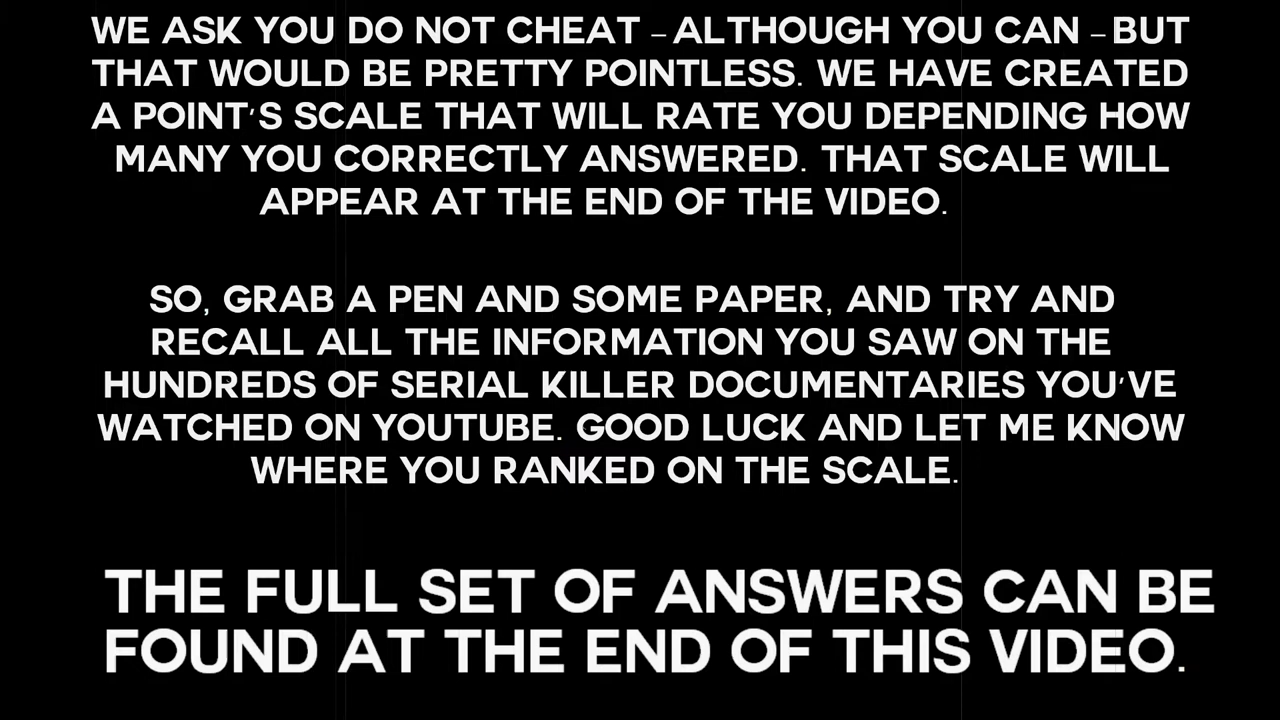 WE ASK YOU DO NOT CHEAT – ALTHOUGH YOU CAN – BUT
THAT WOULD BE PRETTY POINTLESS. WE HAVE CREATED
A POINT'S SCALE THAT WILL RATE YOU DEPENDING HOW
MANY YOU CORRECTLY ANSWERED. THAT SCALE WILL
APPEAR AT THE END OF THE VIDEO.
SO, GRAB A PEN AND SOME PAPER, AND TRY AND
RECALL ALL THE INFORMATION YOU SAW ON THE
HUNDREDS OF SERIAL KILLER DOCUMENTARIES YOU'VE
WATCHED ON YOUTUBE. GOOD LUCK AND LET ME KNOW
WHERE YOU RANKED ON THE SCALE.
THE FULL SET OF ANSWERS CAN BE
FOUND AT THE END OF THIS VIDEO.